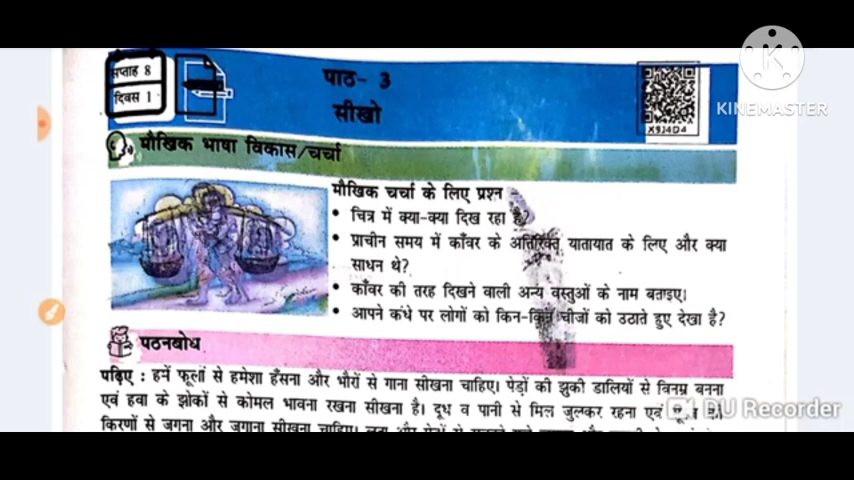 सप्ताह 8
दिवस 1
पाठ- 3
सीखो
X9J4D4
KINEMASTER
मौखिक भाषा विकास/चर्चा
मौखिक चर्चा के लिए प्रश्न -
• चित्र में क्या-क्या दिख रहा है?
• प्राचीन समय में काँवर के अतिरिक्त यातायात के लिए और क्या
साधन थे?
• काँवर की तरह दिखने वाली अन्य वस्तुओं के नाम बताइए।
• आपने कंधे पर लोगों को किन-किन चीजों को उठाते हुए देखा है?
पठनबोध
पढ़िए : हमें फूलों से हमेशा हँसना और भौरों से गाना सीखना चाहिए। पेड़ों की झुकी डालियों से विनम्र बनना
एवं हवा के झोकों से कोमल भावना रखना सीखना है। दूध व पानी से मिल जुलकर रहना एवं
DU Recorder
किरणों से जगना और जगाना सीखना चाहिए।